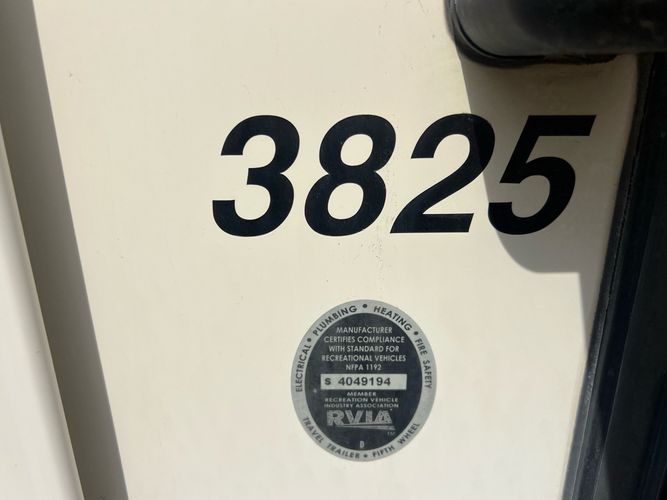 3825
ELECTRICAL • PLUMBING • HEATING • FIRE SAFETY
MANUFACTURER
CERTIFIES COMPLIANCE
WITH STANDARD FOR
RECREATIONAL VEHICLES
NFPA 1192
S 4049194
MEMBER
RECREATION VEHICLE
INDUSTRY ASSOCIATION
RVIA
D
TRAVEL TRAILER • FIFTH WHEEL